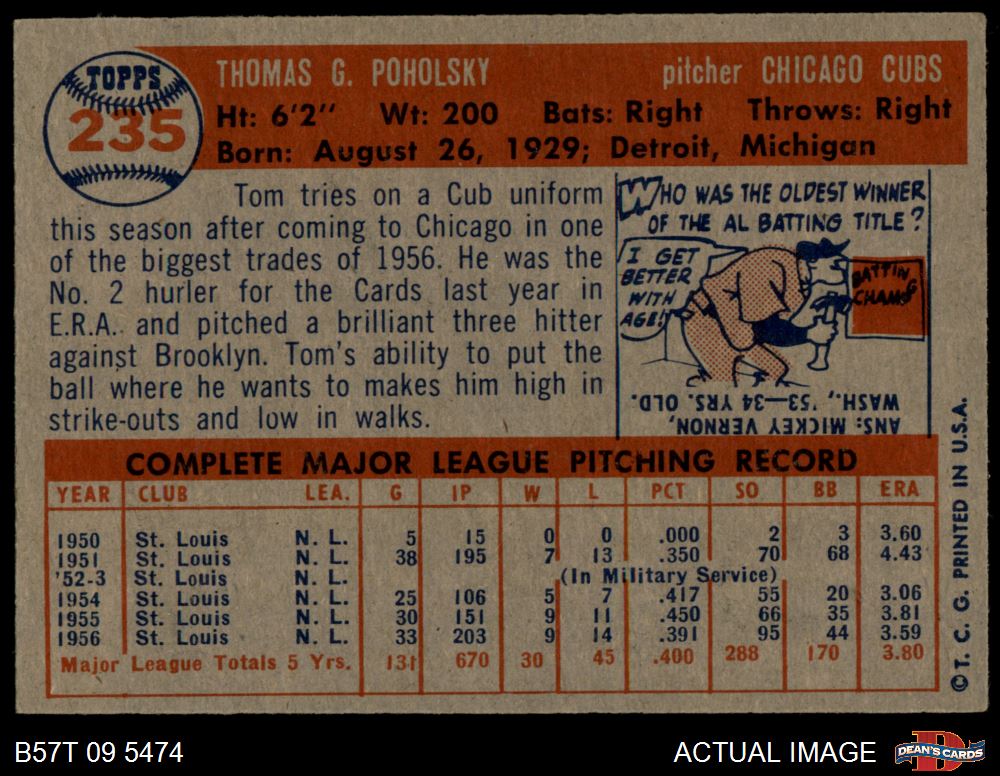 TOPPS
235
THOMAS G. POHOLSKY pitcher CHICAGO CUBS
Ht: 6'2'' Wt: 200 Bats: Right Throws: Right
Born: August 26, 1929; Detroit, Michigan
Tom tries on a Cub uniform
this season after coming to Chicago in one
of the biggest trades of 1956. He was the
No. 2 hurler for the Cards last year in
E.R.A. and pitched a brilliant three hitter
against Brooklyn. Tom's ability to put the
ball where he wants to makes him high in
strike-outs and low in walks.
WHO WAS THE OLDEST WINNER
OF THE AL BATTING TITLE?
I GET
BETTER
WITH
AGE!
BATTING
CHAMP
ANS: MICKEY VERNON,
WASH., '53—34 YRS. OLD.
COMPLETE MAJOR LEAGUE PITCHING RECORD
YEAR CLUB LEA. G IP W L PCT SO BB ERA
1950 St. Louis N. L. 5 15 0 0 .000 2 3 3.60
1951 St. Louis N. L. 38 195 7 13 .350 70 68 4.43
'52-3 St. Louis N. L. (In Military Service)
1954 St. Louis N. L. 25 106 5 7 .417 55 20 3.06
1955 St. Louis N. L. 30 151 9 11 .450 66 35 3.81
1956 St. Louis N. L. 33 203 9 14 .391 95 44 3.59
Major League Totals 5 Yrs. 131 670 30 45 .400 288 170 3.80
©T. C. G. PRINTED IN U.S.A.
B57T 09 5474 ACTUAL IMAGE
D
DEAN'S CARDS